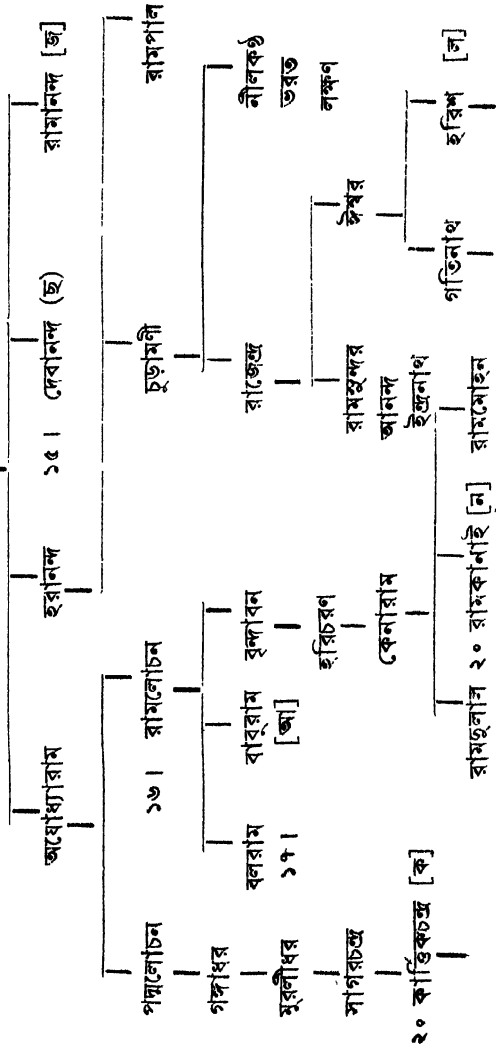 অযোধ্যারাম হরানন্দ ১৫। দেবানন্দ (ছ) রামানন্দ [জ]
পদ্মলোচন ১৬। রামলোচন চুড়ামণী রামপাল
গঙ্গাধর বলরাম বাবুরাম বৃন্দাবন রাজেন্দ্র নীলকণ্ঠ
১৭। [আ] ভরত
লক্ষণ
মুরলীধর হরিচরণ রামসুন্দর ঈশ্বর
সাগরচন্দ্র কেনারাম আনন্দ
ইন্দ্রনাথ
২০ কার্ত্তিকচন্দ্র [ক] রামদুলাল ২০ রামকানাই [ন] রামমোহন গতিনাথ হরিশ [ল]